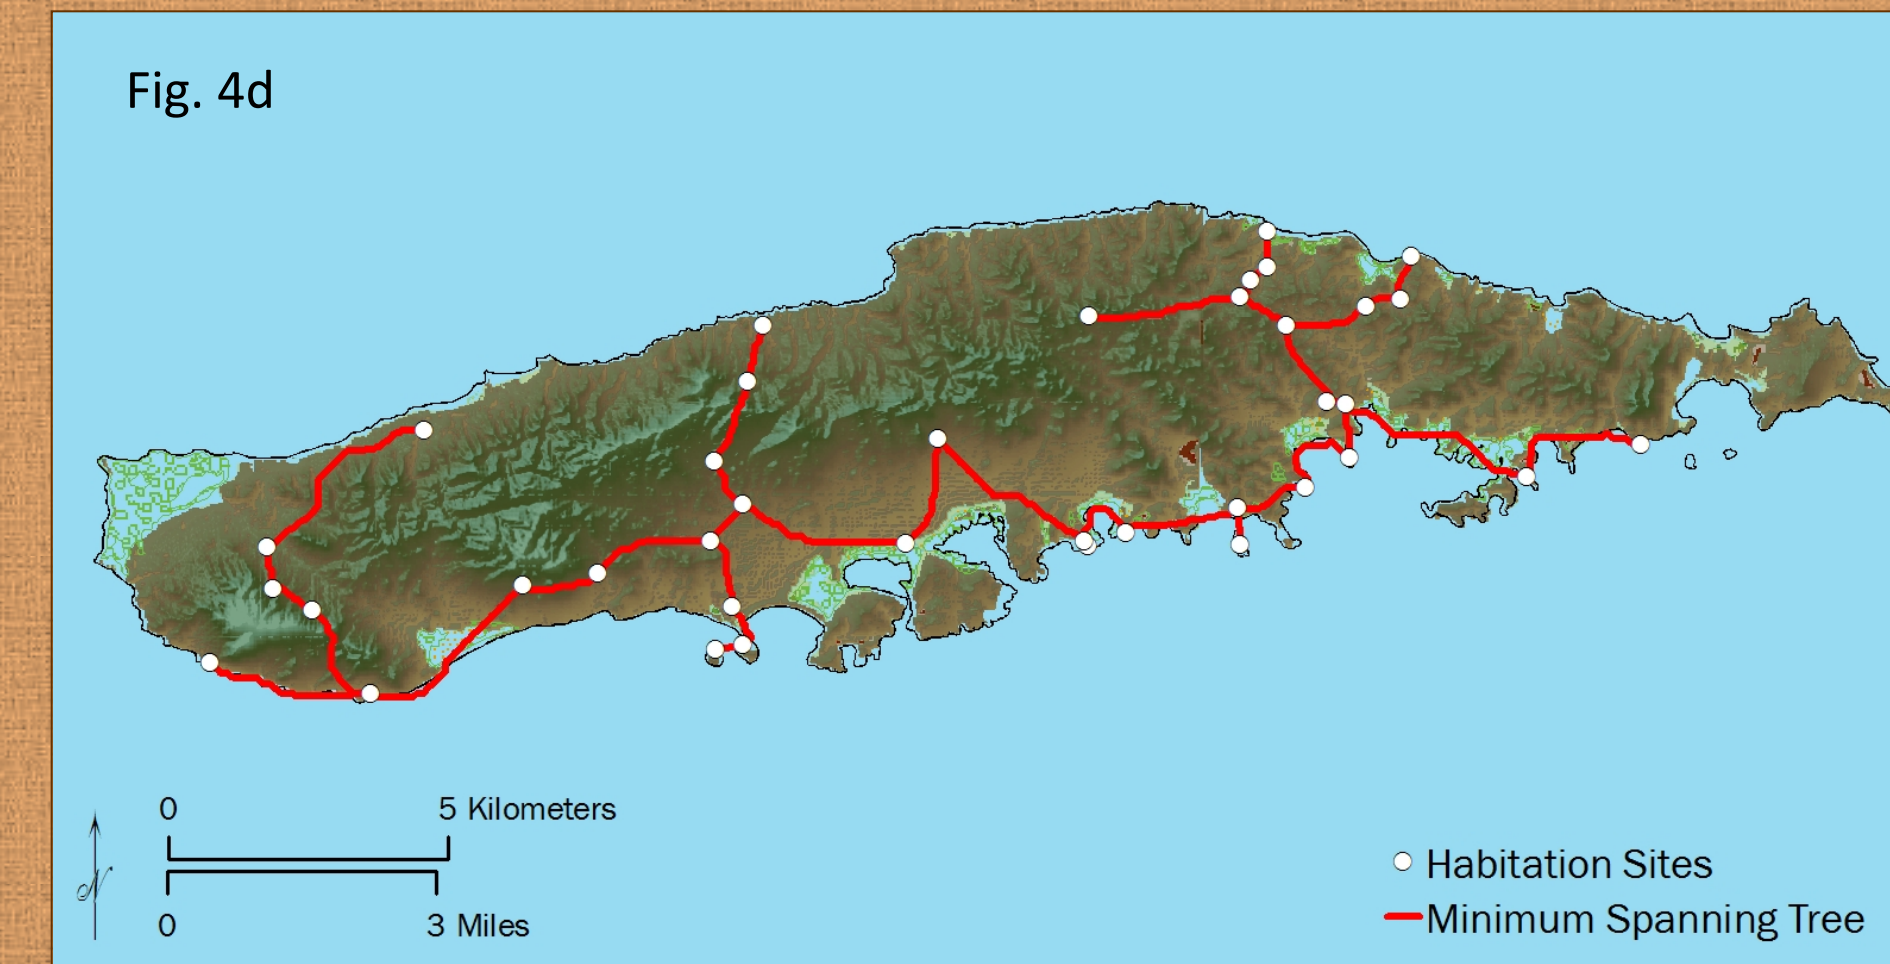 Fig. 4d
0 5 Kilometers
N
0 3 Miles
Habitation Sites
Minimum Spanning Tree